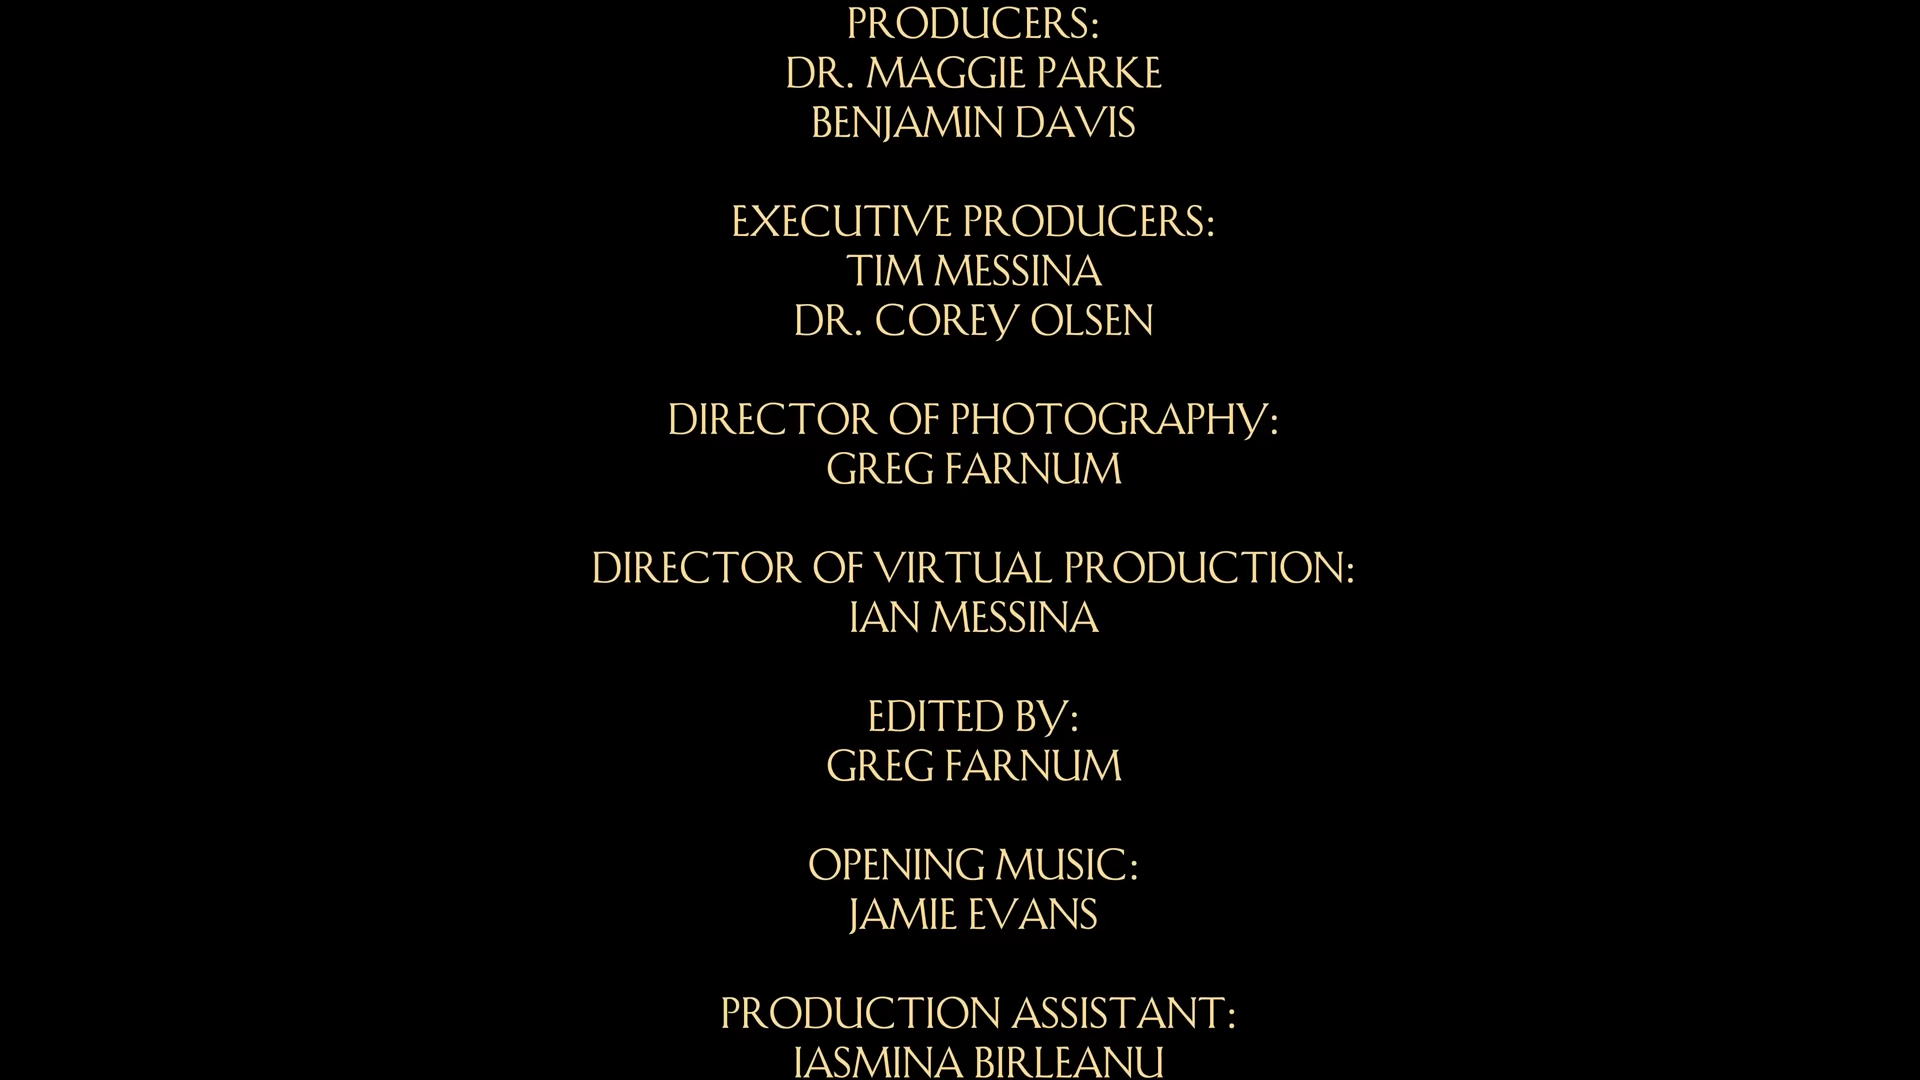 PRODUCERS:
DR. MAGGIE PARKE
BENJAMIN DAVIS
EXECUTIVE PRODUCERS:
TIM MESSINA
DR. COREY OLSEN
DIRECTOR OF PHOTOGRAPHY:
GREG FARNUM
DIRECTOR OF VIRTUAL PRODUCTION:
IAN MESSINA
EDITED BY:
GREG FARNUM
OPENING MUSIC:
JAMIE EVANS
PRODUCTION ASSISTANT:
IASMINA BIRLEANU